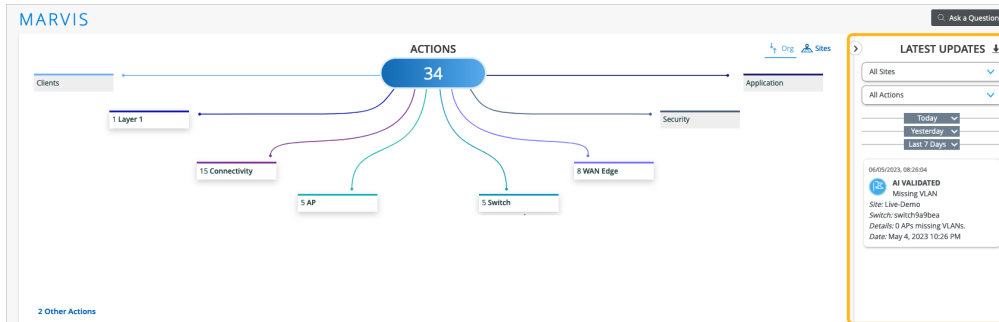 MARVIS
Ask a Question
ACTIONS
34
Org Sites
Clients
Application
1 Layer 1
Security
15 Connectivity
8 WAN Edge
5 AP
5 Switch
2 Other Actions
LATEST UPDATES
All Sites
All Actions
Today
Yesterday
Last 7 Days
06/05/2023, 08:26:04
AI VALIDATED
Missing VLAN
Site: Live-Demo
Switch: switch9a9bea
Details: 0 APs missing VLANs.
Date: May 4, 2023 10:26 PM